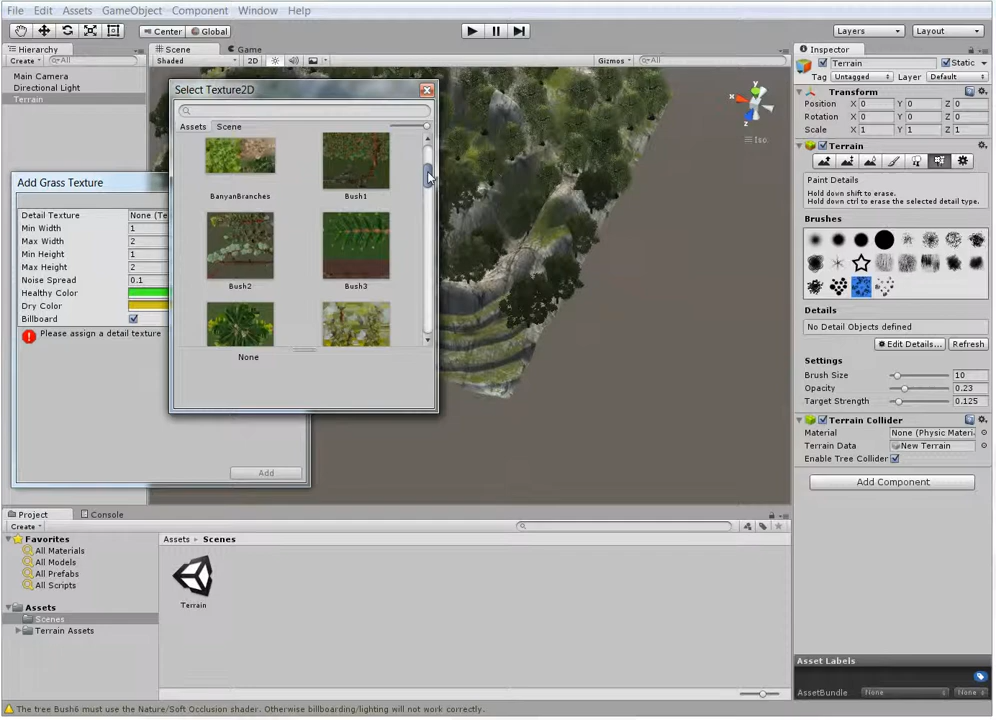 File Edit Assets GameObject Component Window Help
Center Global Layers Layout
Hierarchy Scene Game Inspector
Create All Shaded 2D Gizmos All Terrain Static
Main Camera Tag Untagged Layer Default
Directional Light
Terrain
Transform
Position X 0 Y 0 Z 0
Rotation X 0 Y 0 Z 0
Scale X 1 Y 1 Z 1
Terrain
Paint Details
Hold down shift to erase.
Hold down ctrl to erase the selected detail type.
Brushes
Details
No Detail Objects defined
Edit Details... Refresh
Settings
Brush Size 10
Opacity 0.23
Target Strength 0.125
Terrain Collider
Material None (Physic Materi
Terrain Data New Terrain
Enable Tree Collider
Add Component
Select Texture2D
Assets Scene
BanyanBranches Bush1
Bush2 Bush3
None
Add Grass Texture
Detail Texture None (Te
Min Width 1
Max Width 2
Min Height 1
Max Height 2
Noise Spread 0.1
Healthy Color
Dry Color
Billboard
Please assign a detail texture
Add
Project Console
Create
Favorites
All Materials
All Models
All Prefabs
All Scripts
Assets
Scenes
Terrain Assets
Assets Scenes
Terrain
Y
X
Z
Iso
Asset Labels
AssetBundle None None
The tree Bush6 must use the Nature/Soft Occlusion shader. Otherwise billboarding/lighting will not work correctly.